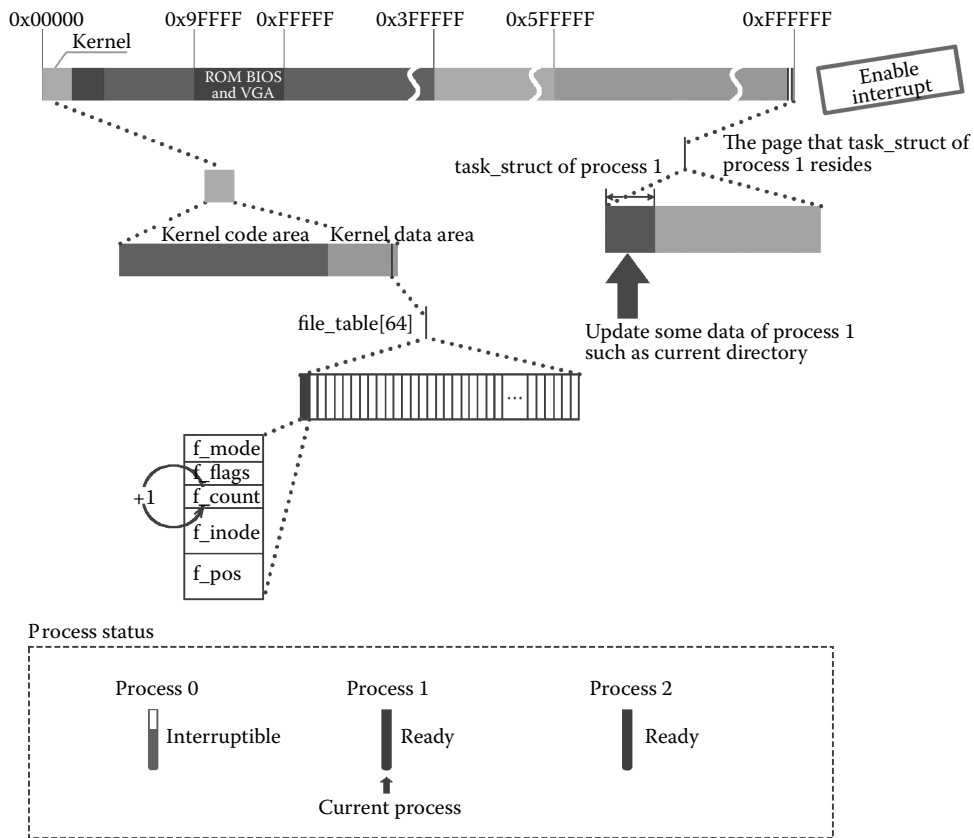 0x00000 0x9FFFF 0xFFFFF 0x3FFFFF 0x5FFFFF 0xFFFFFF
Kernel
ROM BIOS
and VGA
Enable
interrupt
The page that task_struct of
process 1 resides
task_struct of process 1
Kernel code area Kernel data area
file_table[64]
Update some data of process 1
such as current directory
...
f_mode
f_flags
+1
f_count
f_inode
f_pos
Process status
Process 0 Process 1 Process 2
Interruptible Ready Ready
Current process